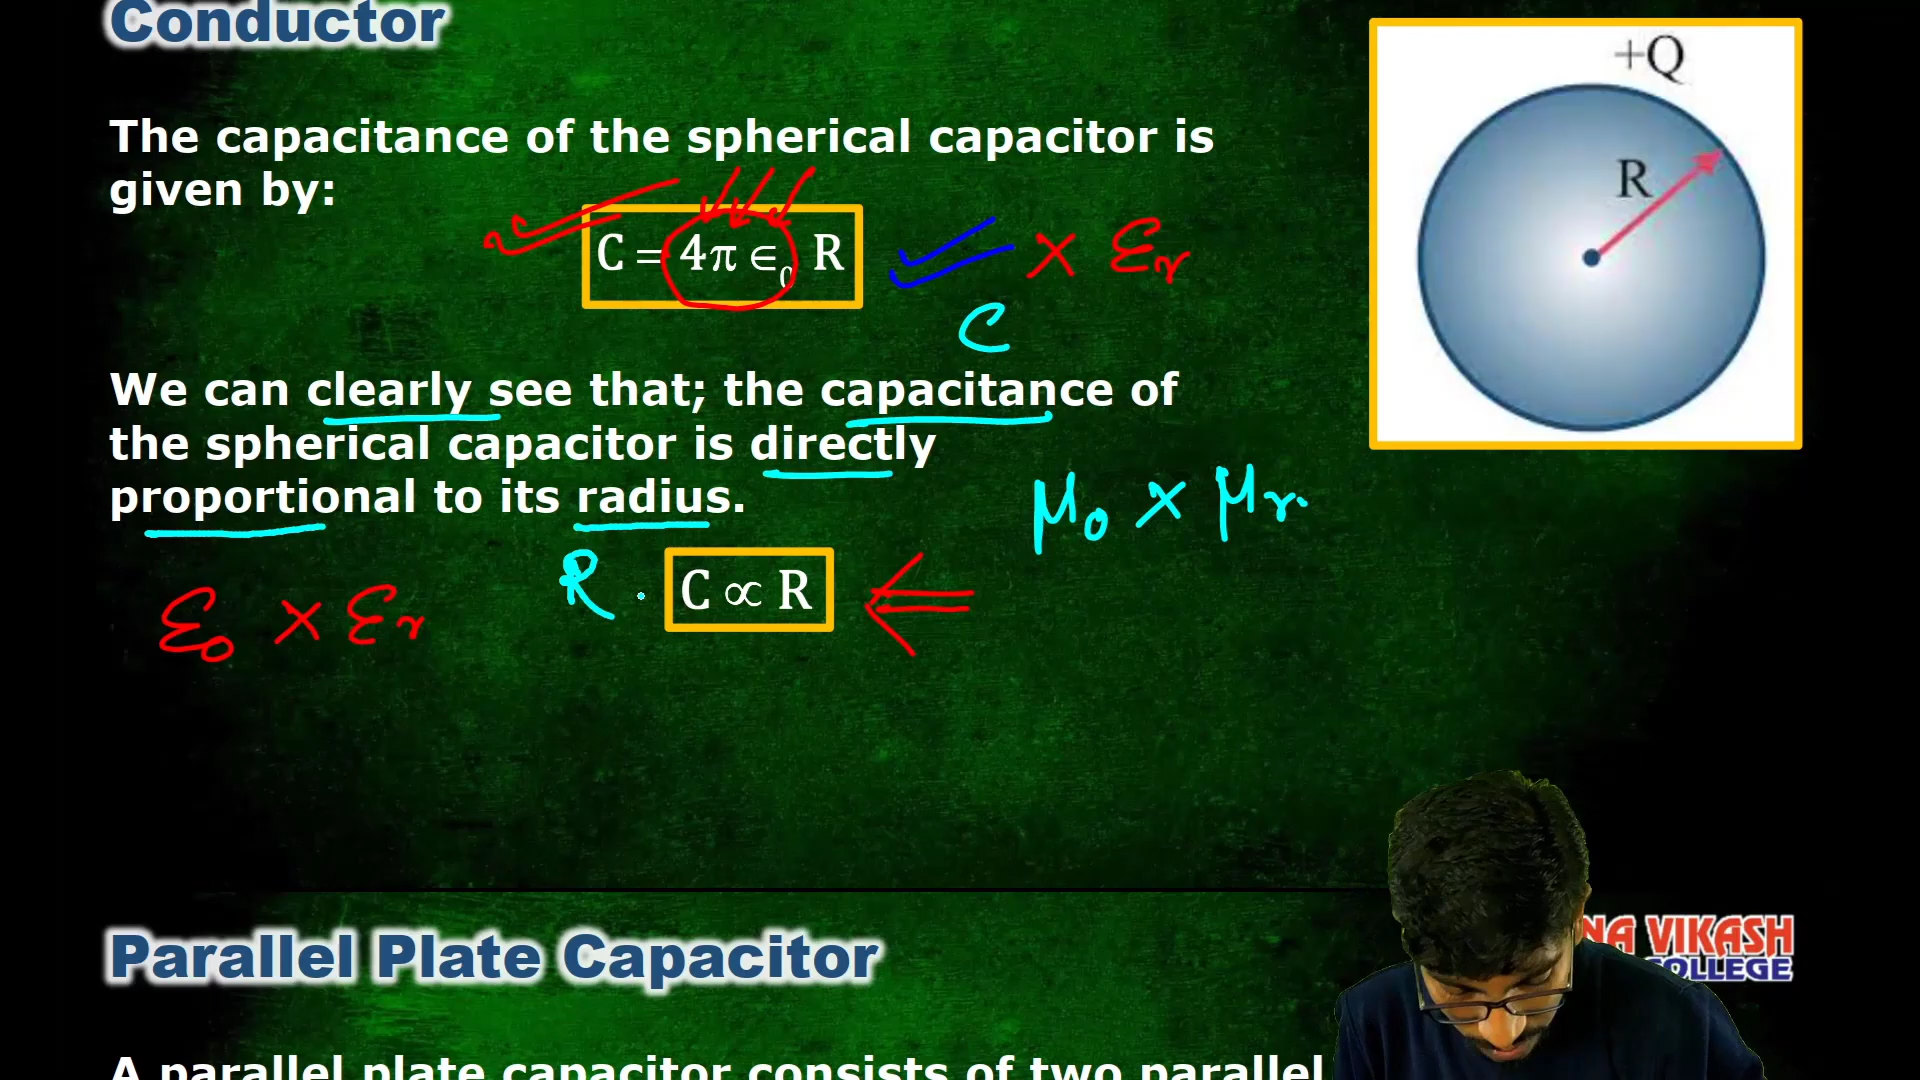 Conductor
+Q
The capacitance of the spherical capacitor is
given by:
R
C = 4π ∈₀ R
× εr
C
We can clearly see that; the capacitance of
the spherical capacitor is directly
proportional to its radius.
μ₀ × μr
R
C ∝ R
ε₀ × εr
NA VIKASH
OLLEGE
Parallel Plate Capacitor
A parallel plate capacitor consists of two parallel